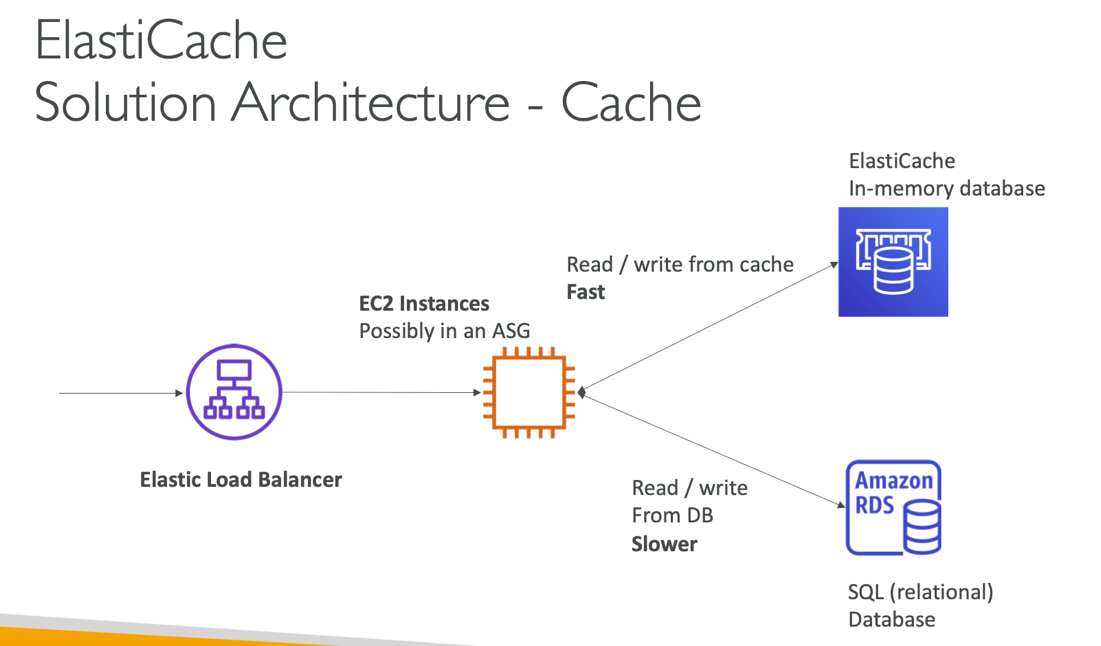 ElastiCache
Solution Architecture - Cache
ElastiCache
In-memory database
Read / write from cache
Fast
EC2 Instances
Possibly in an ASG
Elastic Load Balancer
Read / write
From DB
Slower
Amazon
RDS
SQL (relational)
Database